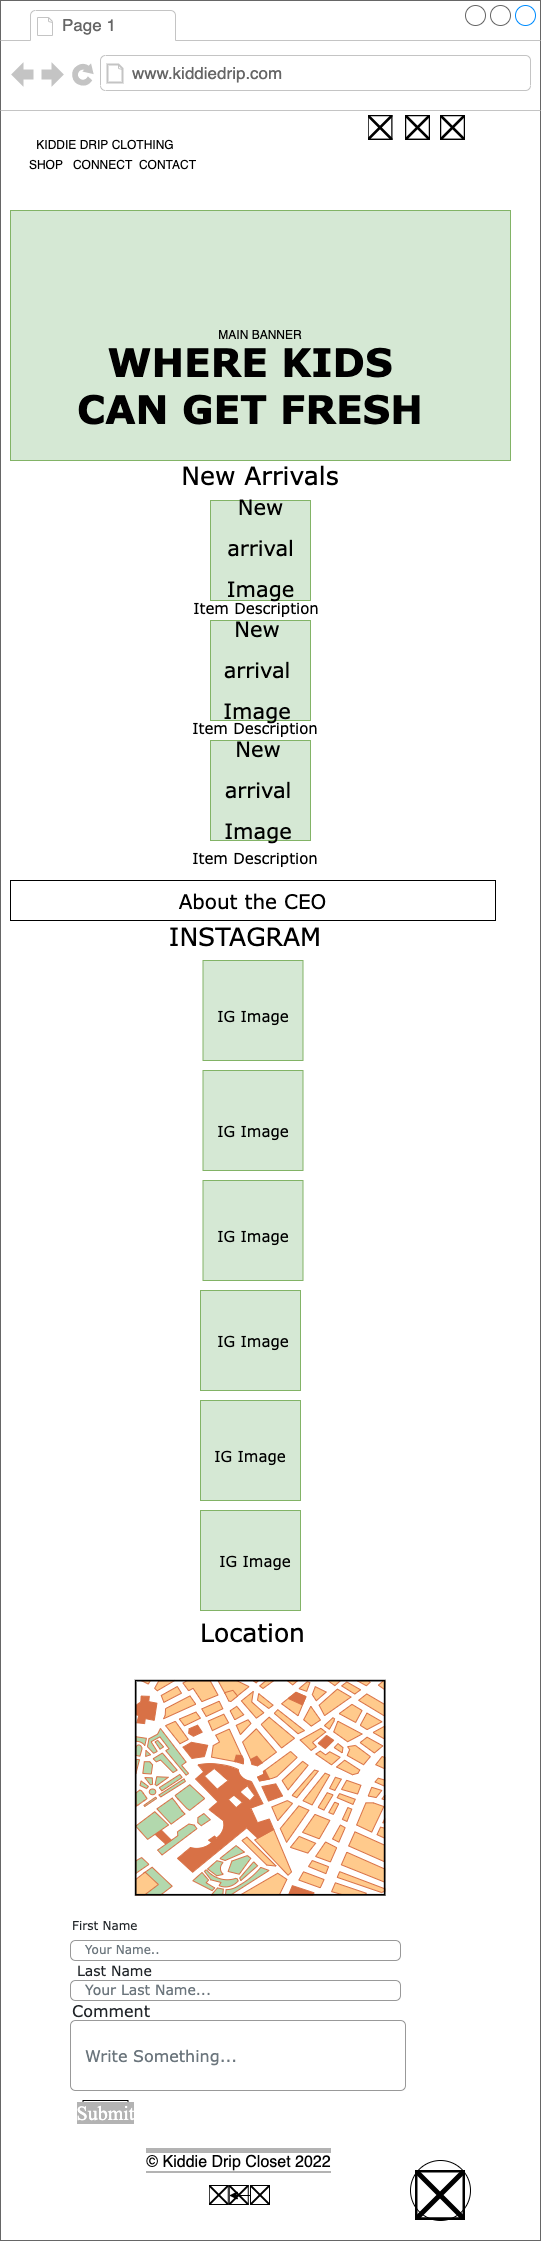 Page 1
www.kiddiedrip.com
KIDDIE DRIP CLOTHING
SHOP CONNECT CONTACT
MAIN BANNER
WHERE KIDS
CAN GET FRESH
New Arrivals
New
arrival
Image
Item Description
New
arrival
Image
Item Description
New
arrival
Image
Item Description
About the CEO
INSTAGRAM
IG Image
IG Image
IG Image
IG Image
IG Image
IG Image
Location
First Name
Your Name..
Last Name
Your Last Name...
Comment
Write Something...
Submit
© Kiddie Drip Closet 2022